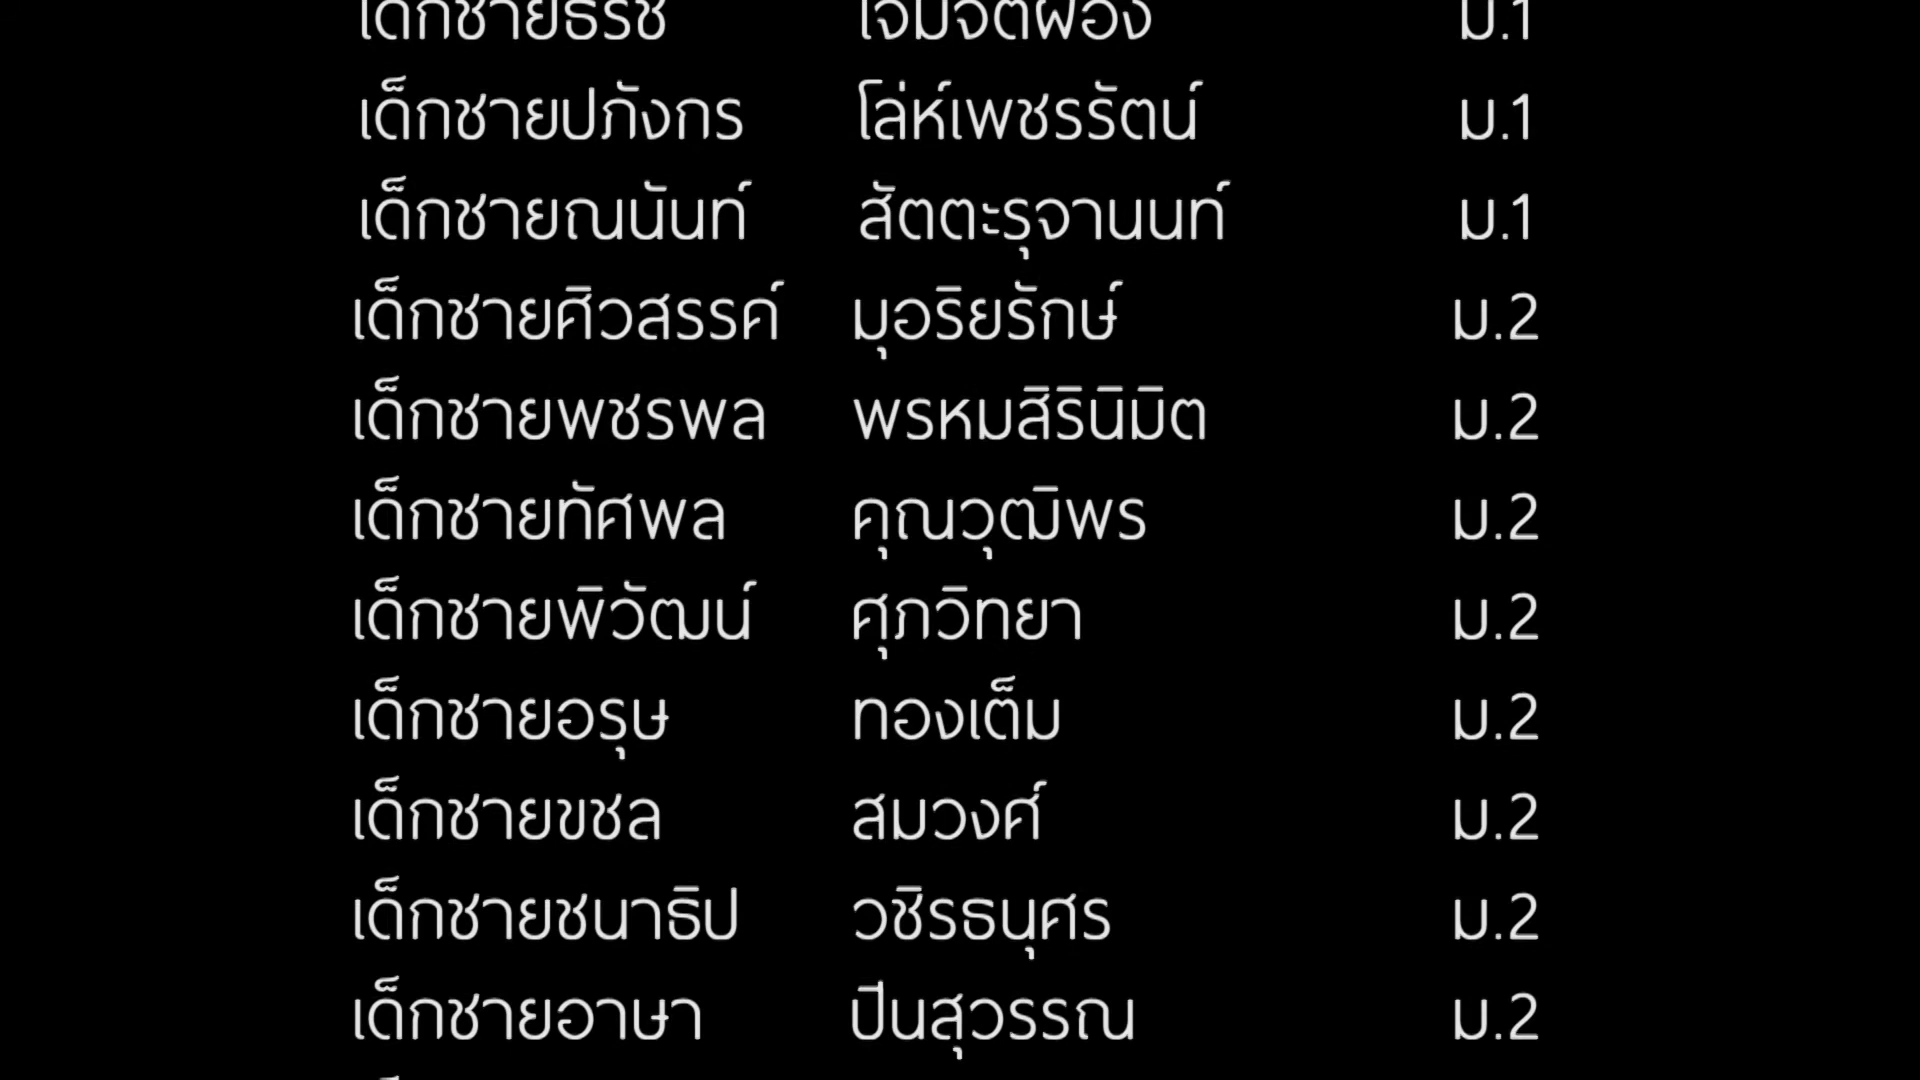 เด็กชายปภังกร โล่ห์เพชรรัตน์ ม.1
เด็กชายณนันท์ สัตตะรุจานนท์ ม.1
เด็กชายศิวสรรค์ มุอริยรักษ์ ม.2
เด็กชายพชรพล พรหมสิรินิมิต ม.2
เด็กชายทัศพล คุณวุฒิพร ม.2
เด็กชายพิวัฒน์ ศุภวิทยา ม.2
เด็กชายอรุษ ทองเต็ม ม.2
เด็กชายขชล สมวงศ์ ม.2
เด็กชายชนาธิป วชิรธนุศร ม.2
เด็กชายอาษา ปีนสุวรรณ ม.2